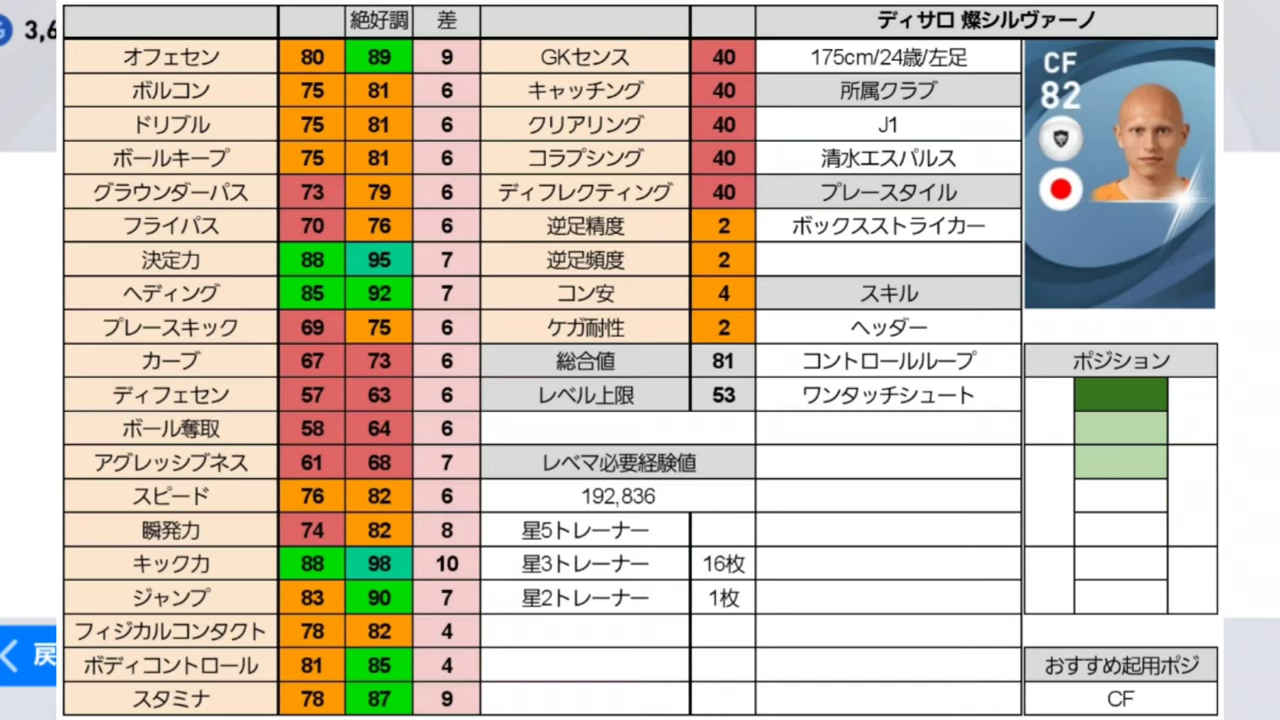 3,6
戻
絶好調 差 ディサロ 燦シルヴァーノ
オフェセン 80 89 9 GKセンス 40 175cm/24歳/左足
ボルコン 75 81 6 キャッチング 40 所属クラブ
ドリブル 75 81 6 クリアリング 40 J1
ボールキープ 75 81 6 コラプシング 40 清水エスパルス
グラウンダーパス 73 79 6 ディフレクティング 40 プレースタイル
フライパス 70 76 6 逆足精度 2 ボックスストライカー
決定力 88 95 7 逆足頻度 2
ヘディング 85 92 7 コン安 4 スキル
プレースキック 69 75 6 ケガ耐性 2 ヘッダー
カーブ 67 73 6 総合値 81 コントロールループ
ディフェセン 57 63 6 レベル上限 53 ワンタッチシュート
ボール奪取 58 64 6
アグレッシブネス 61 68 7 レベマ必要経験値
スピード 76 82 6 192,836
瞬発力 74 82 8 星5トレーナー
キック力 88 98 10 星3トレーナー 16枚
ジャンプ 83 90 7 星2トレーナー 1枚
フィジカルコンタクト 78 82 4
ボディコントロール 81 85 4
スタミナ 78 87 9
CF
82
ポジション
おすすめ起用ポジ
CF